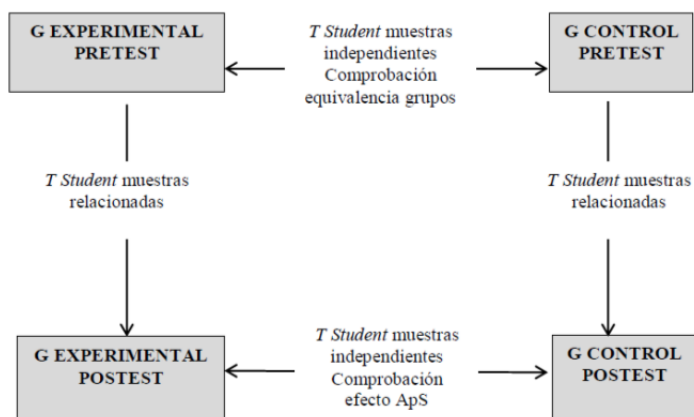 G EXPERIMENTAL
PRETEST
T Student muestras
independientes
Comprobación
equivalencia grupos
G CONTROL
PRETEST
T Student muestras
relacionadas
T Student muestras
relacionadas
G EXPERIMENTAL
POSTEST
T Student muestras
independientes
Comprobación
efecto ApS
G CONTROL
POSTEST